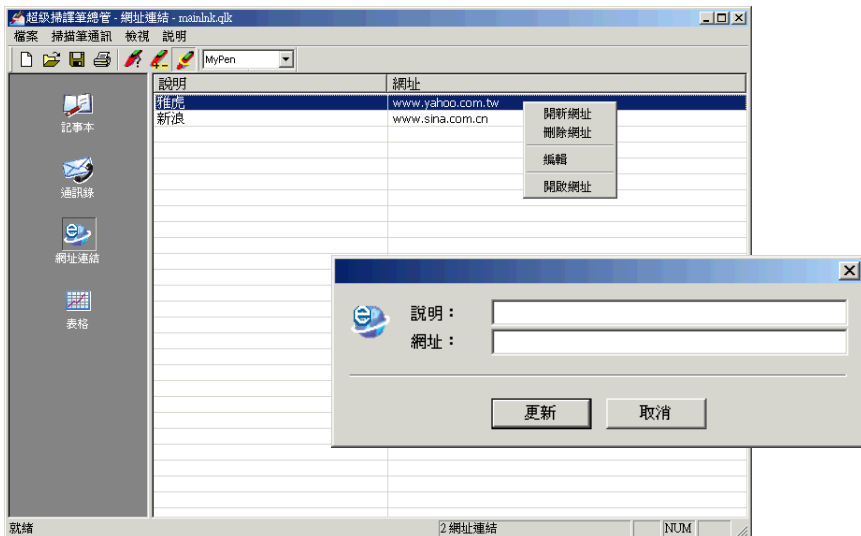 超級掃譯筆總管 - 網址連結 - mainlnk.qlk
檔案 掃描筆通訊 檢視 說明
MyPen
說明 網址
雅虎 www.yahoo.com.tw
新浪 www.sina.com.cn
開新網址
刪除網址
編輯
開啟網址
記事本
通訊錄
網址連結
表格
說明：
網址：
更新 取消
就緒 2 網址連結 NUM